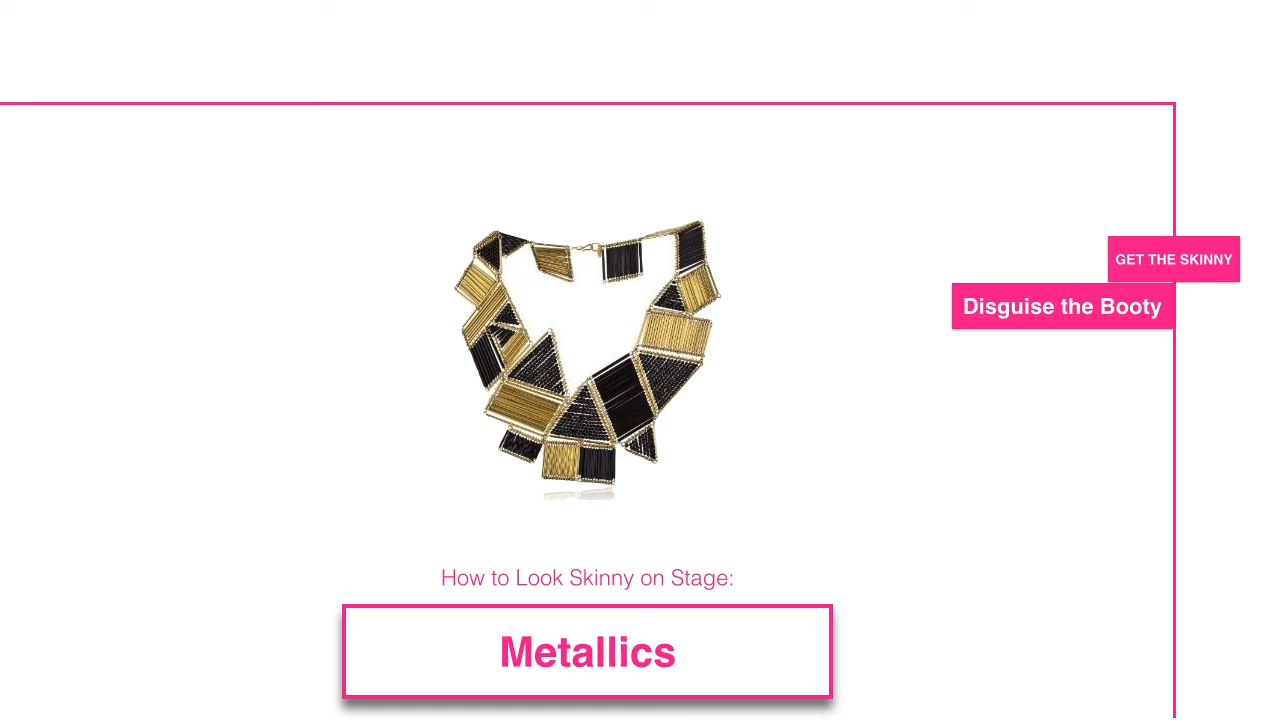 GET THE SKINNY
Disguise the Booty
How to Look Skinny on Stage:
Metallics